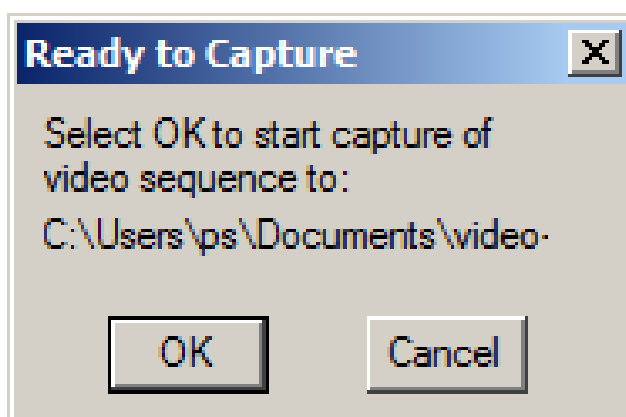 Ready to Capture
Select OK to start capture of
video sequence to:
C:\Users\ps\Documents\video-
OK
Cancel